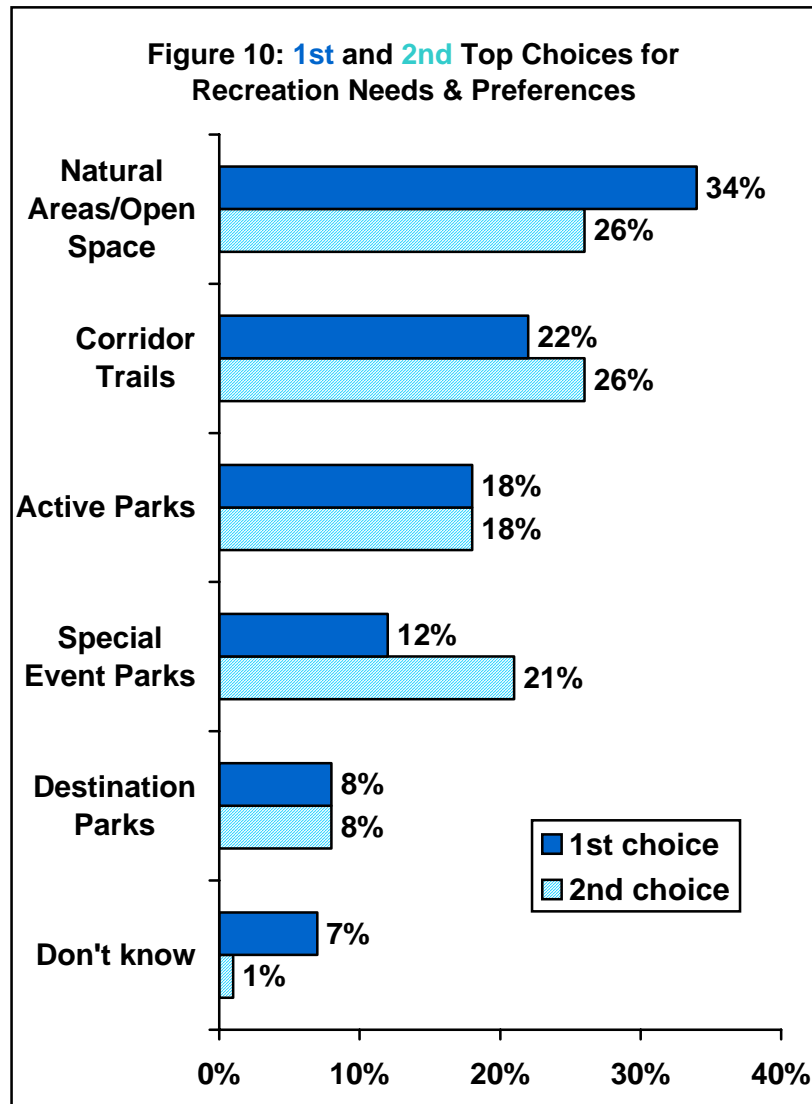 Figure 10: 1st and 2nd Top Choices for
Recreation Needs & Preferences
Natural
Areas/Open
Space
34%
26%
Corridor
Trails
22%
26%
Active Parks
18%
18%
Special
Event Parks
12%
21%
Destination
Parks
8%
8%
Don't know
7%
1%
1st choice
2nd choice
0% 10% 20% 30% 40%